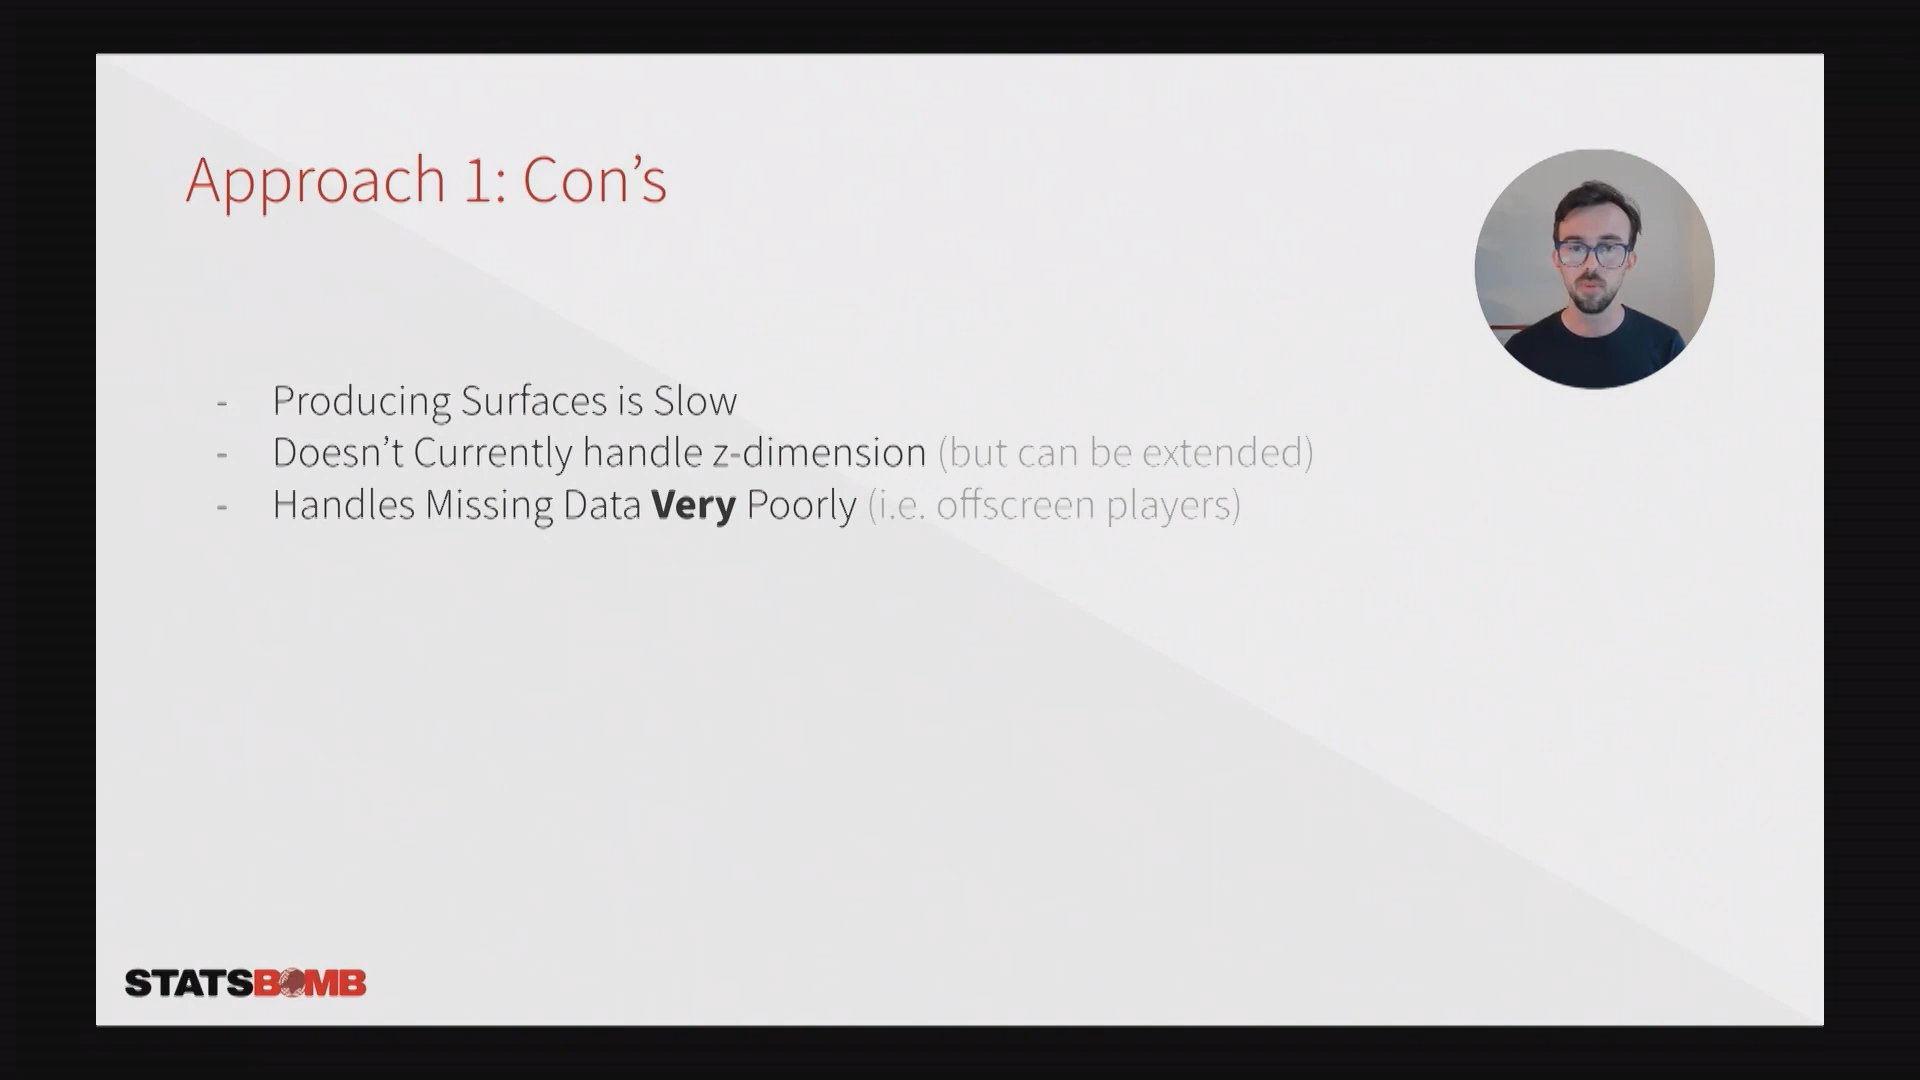 Approach 1: Con's
- Producing Surfaces is Slow
- Doesn't Currently handle z-dimension (but can be extended)
- Handles Missing Data Very Poorly (i.e. offscreen players)
STATSBOMB